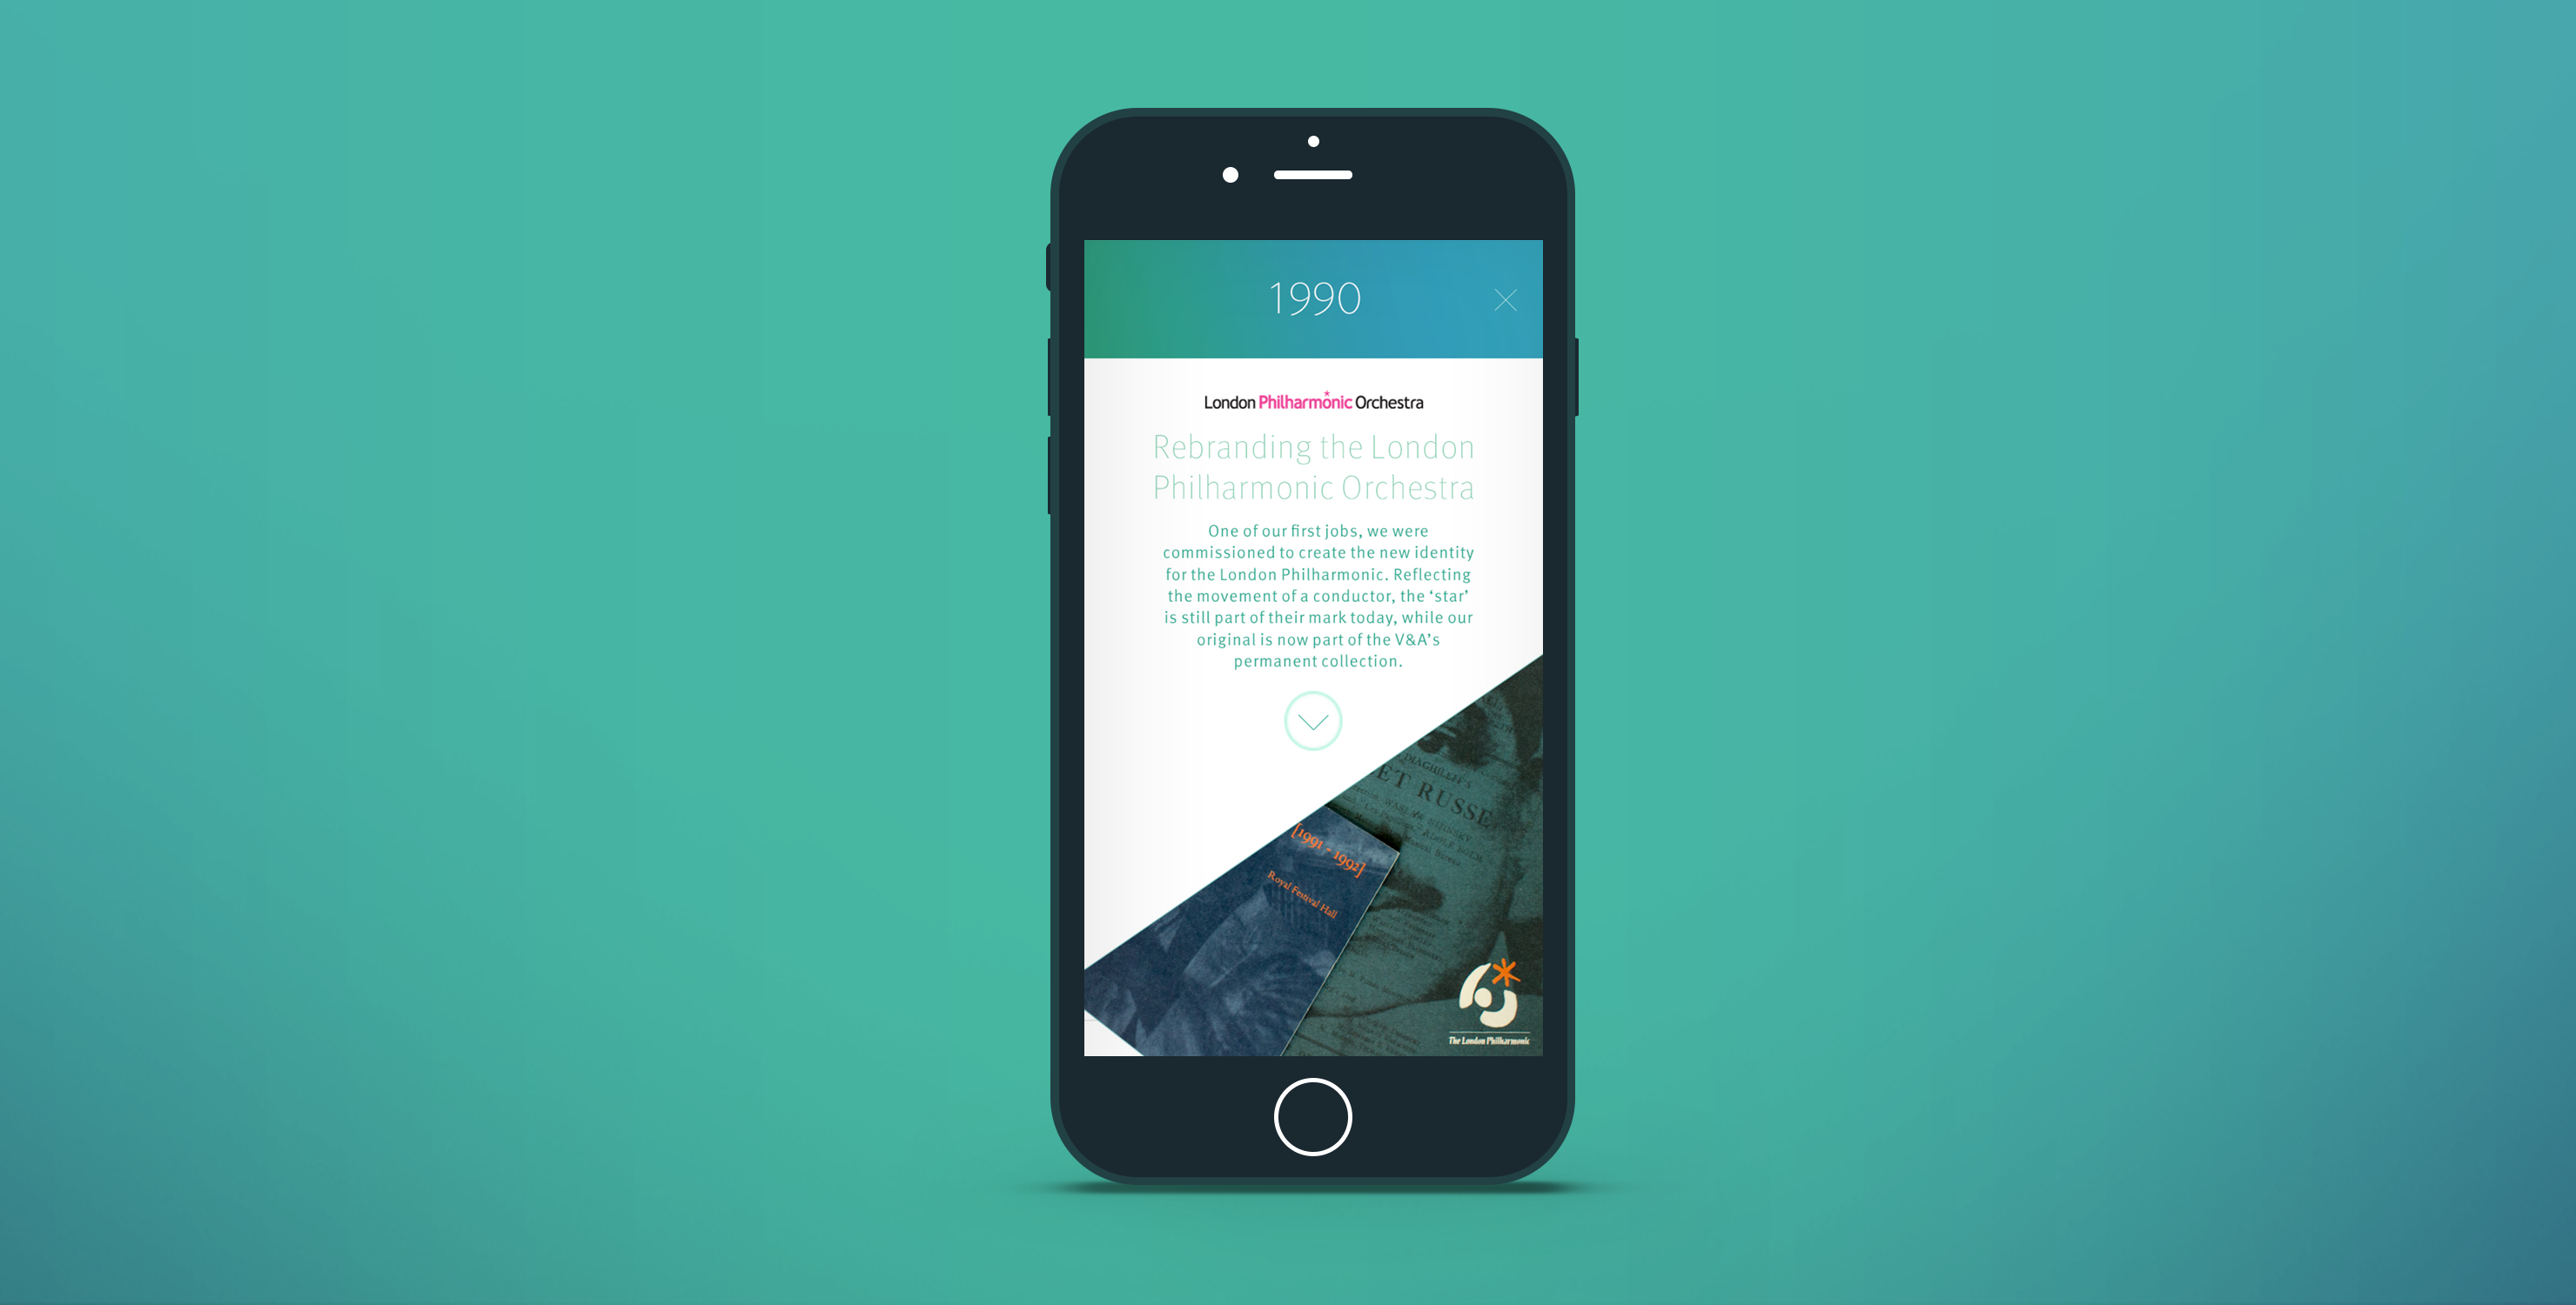 1990
London Philharmonic Orchestra
Rebranding the London
Philharmonic Orchestra
One of our first jobs, we were
commissioned to create the new identity
for the London Philharmonic. Reflecting
the movement of a conductor, the ‘star’
is still part of their mark today, while our
original is now part of the V&A’s
permanent collection.
DIAGHILEFF'S
ET RUSSE
[1991 - 1992]
Royal Festival Hall
The London Philharmonic